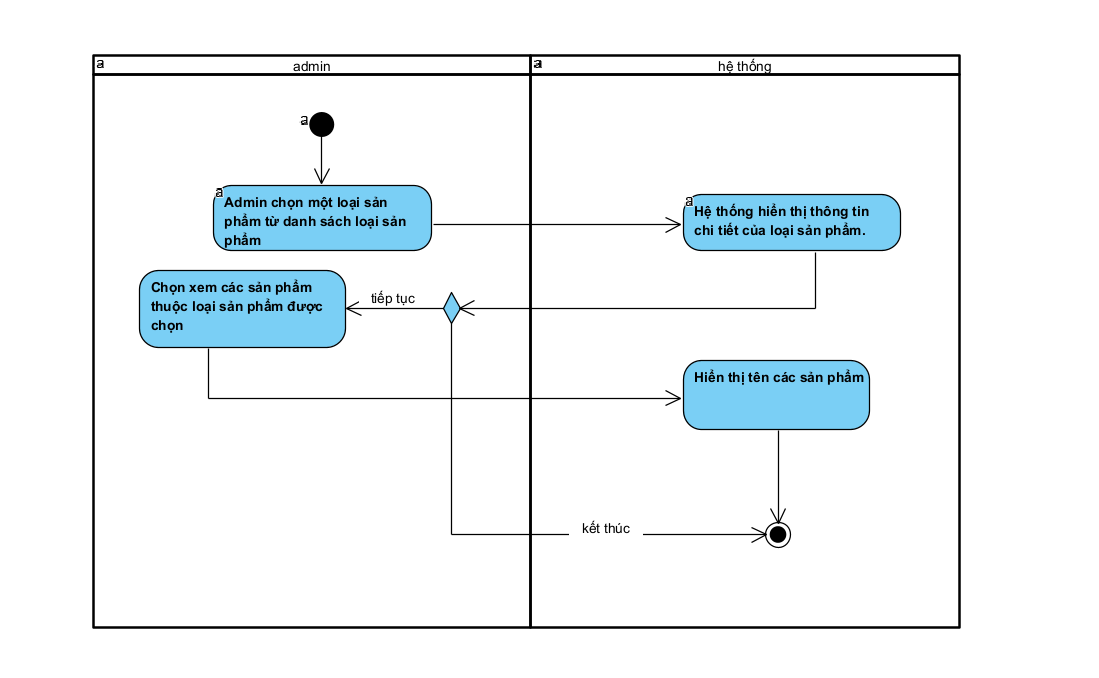 a admin a hệ thống
a
a
Admin chọn một loại sản
phẩm từ danh sách loại sản
phẩm
a
Hệ thống hiển thị thông tin
chi tiết của loại sản phẩm.
Chọn xem các sản phẩm
thuộc loại sản phẩm được
chọn
tiếp tục
Hiển thị tên các sản phẩm
kết thúc